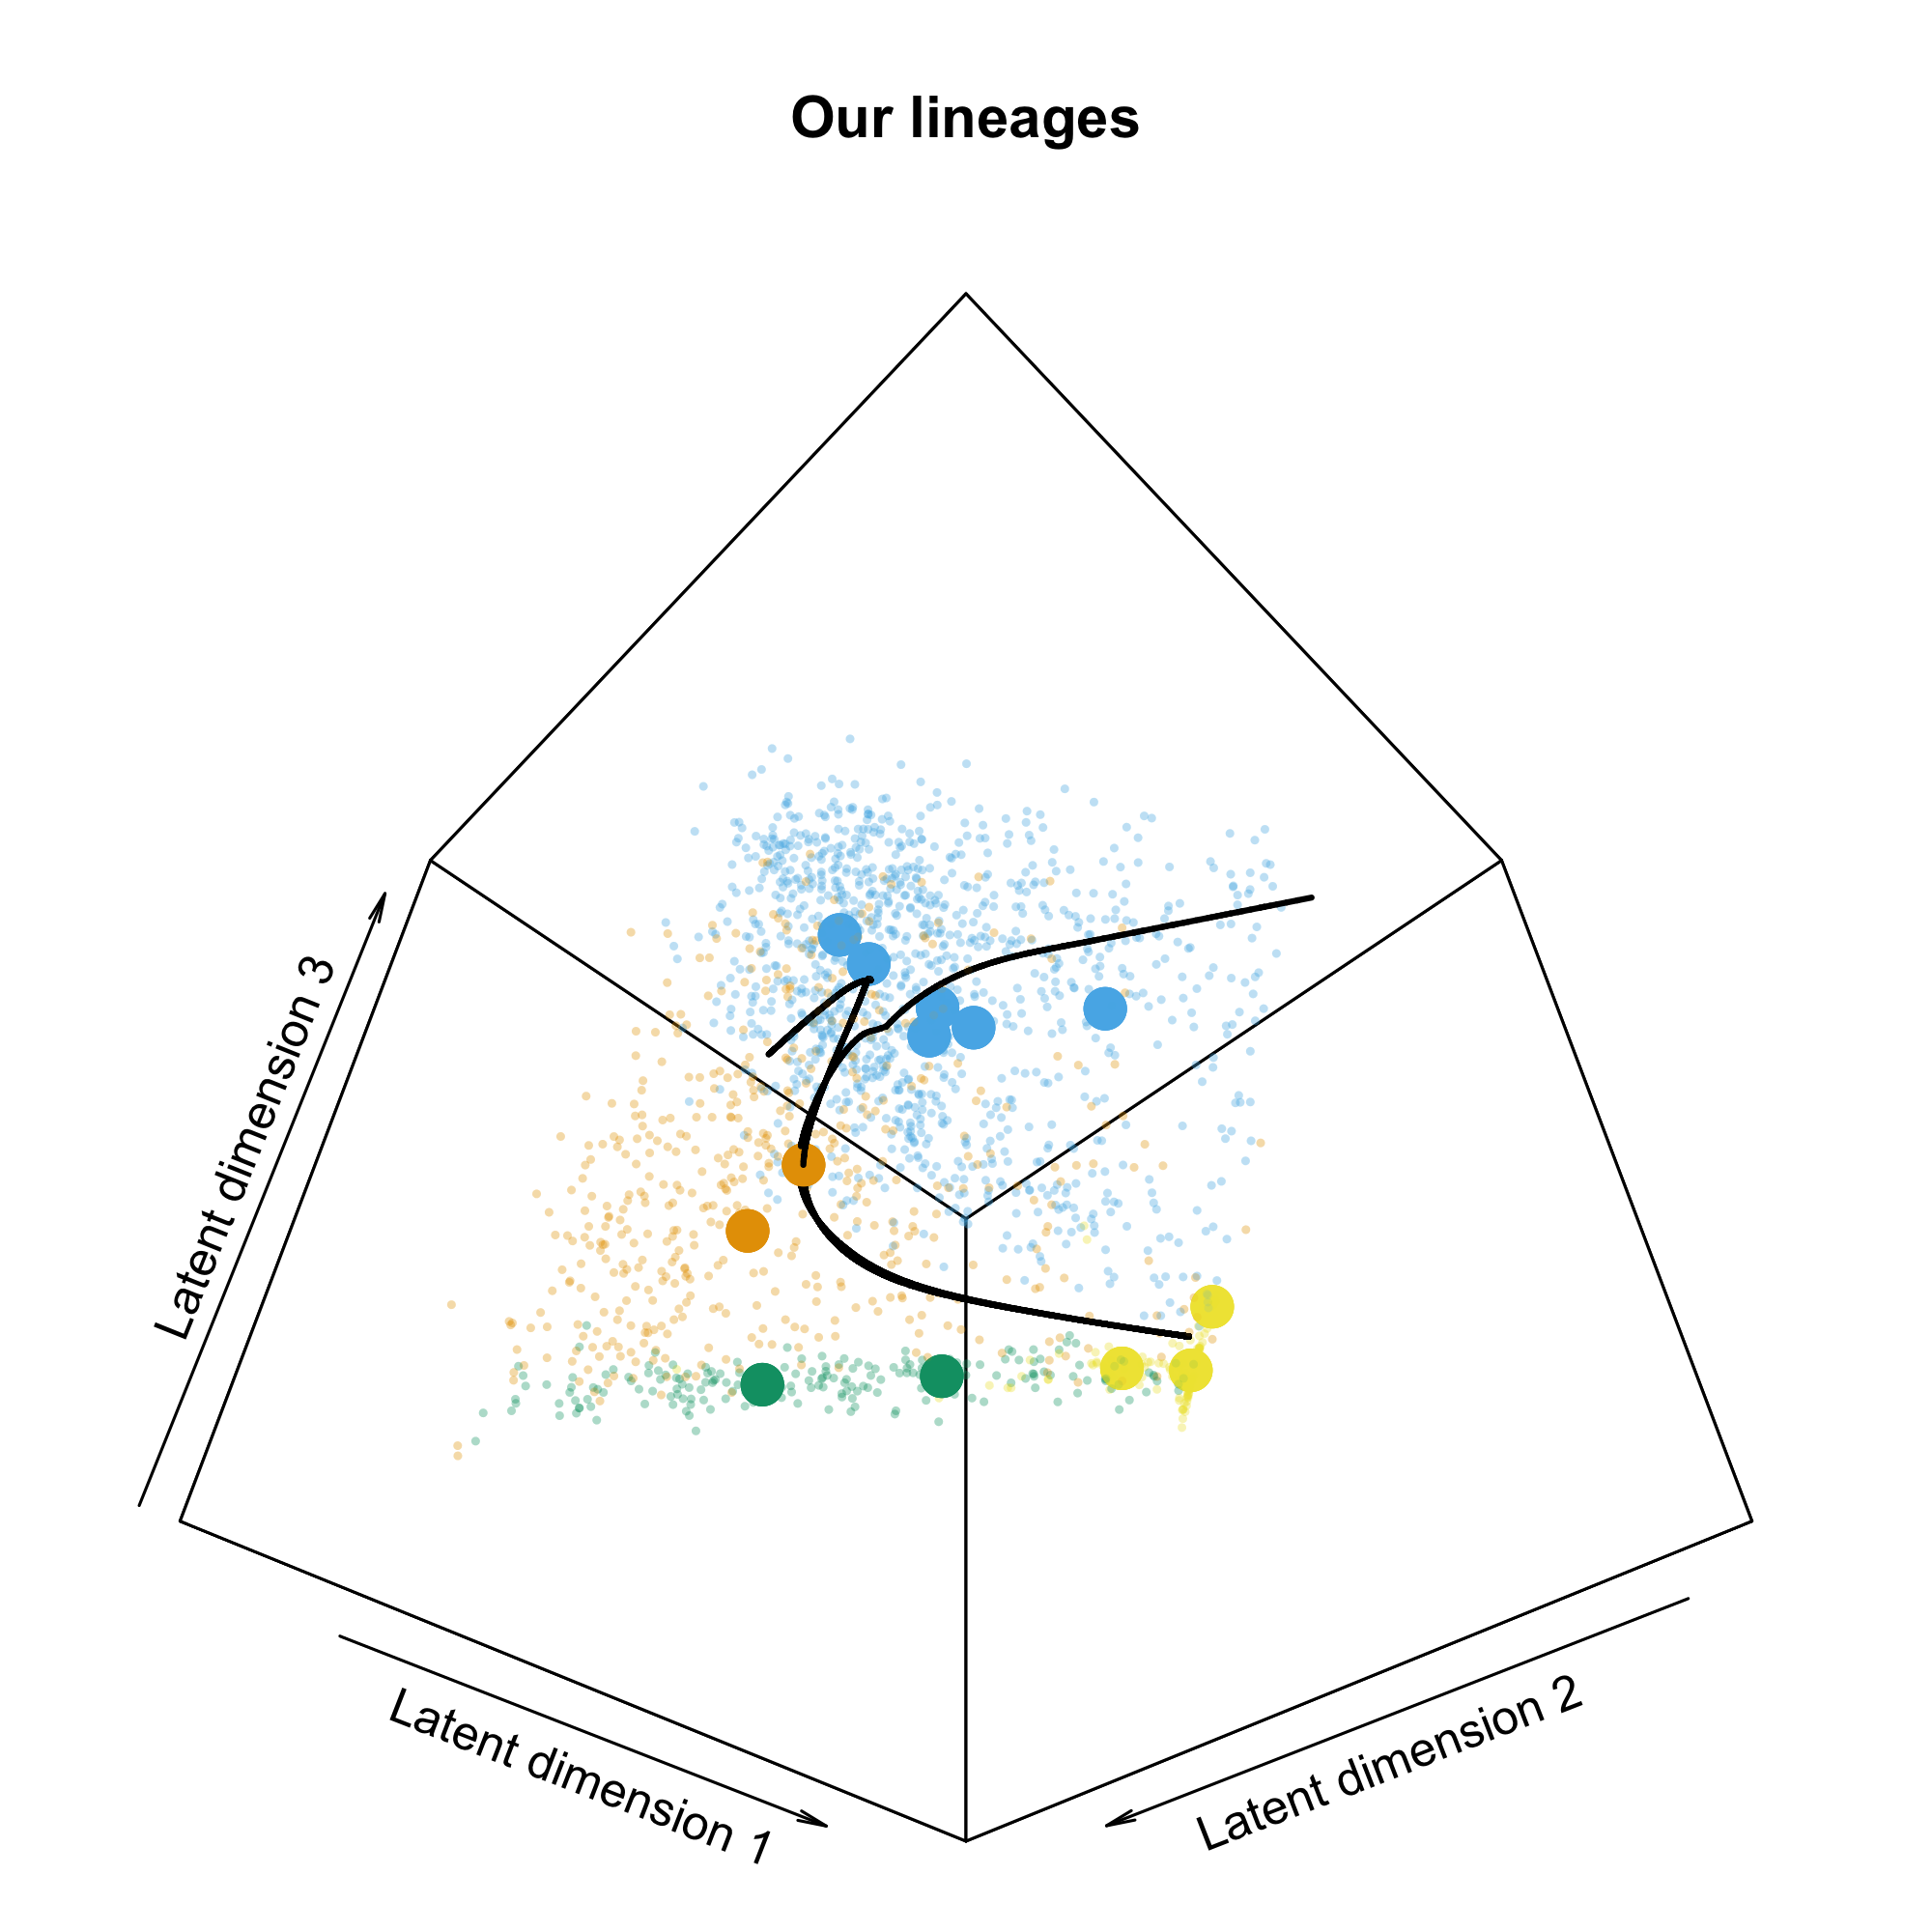 Our lineages
Latent dimension 3
Latent dimension 1
Latent dimension 2